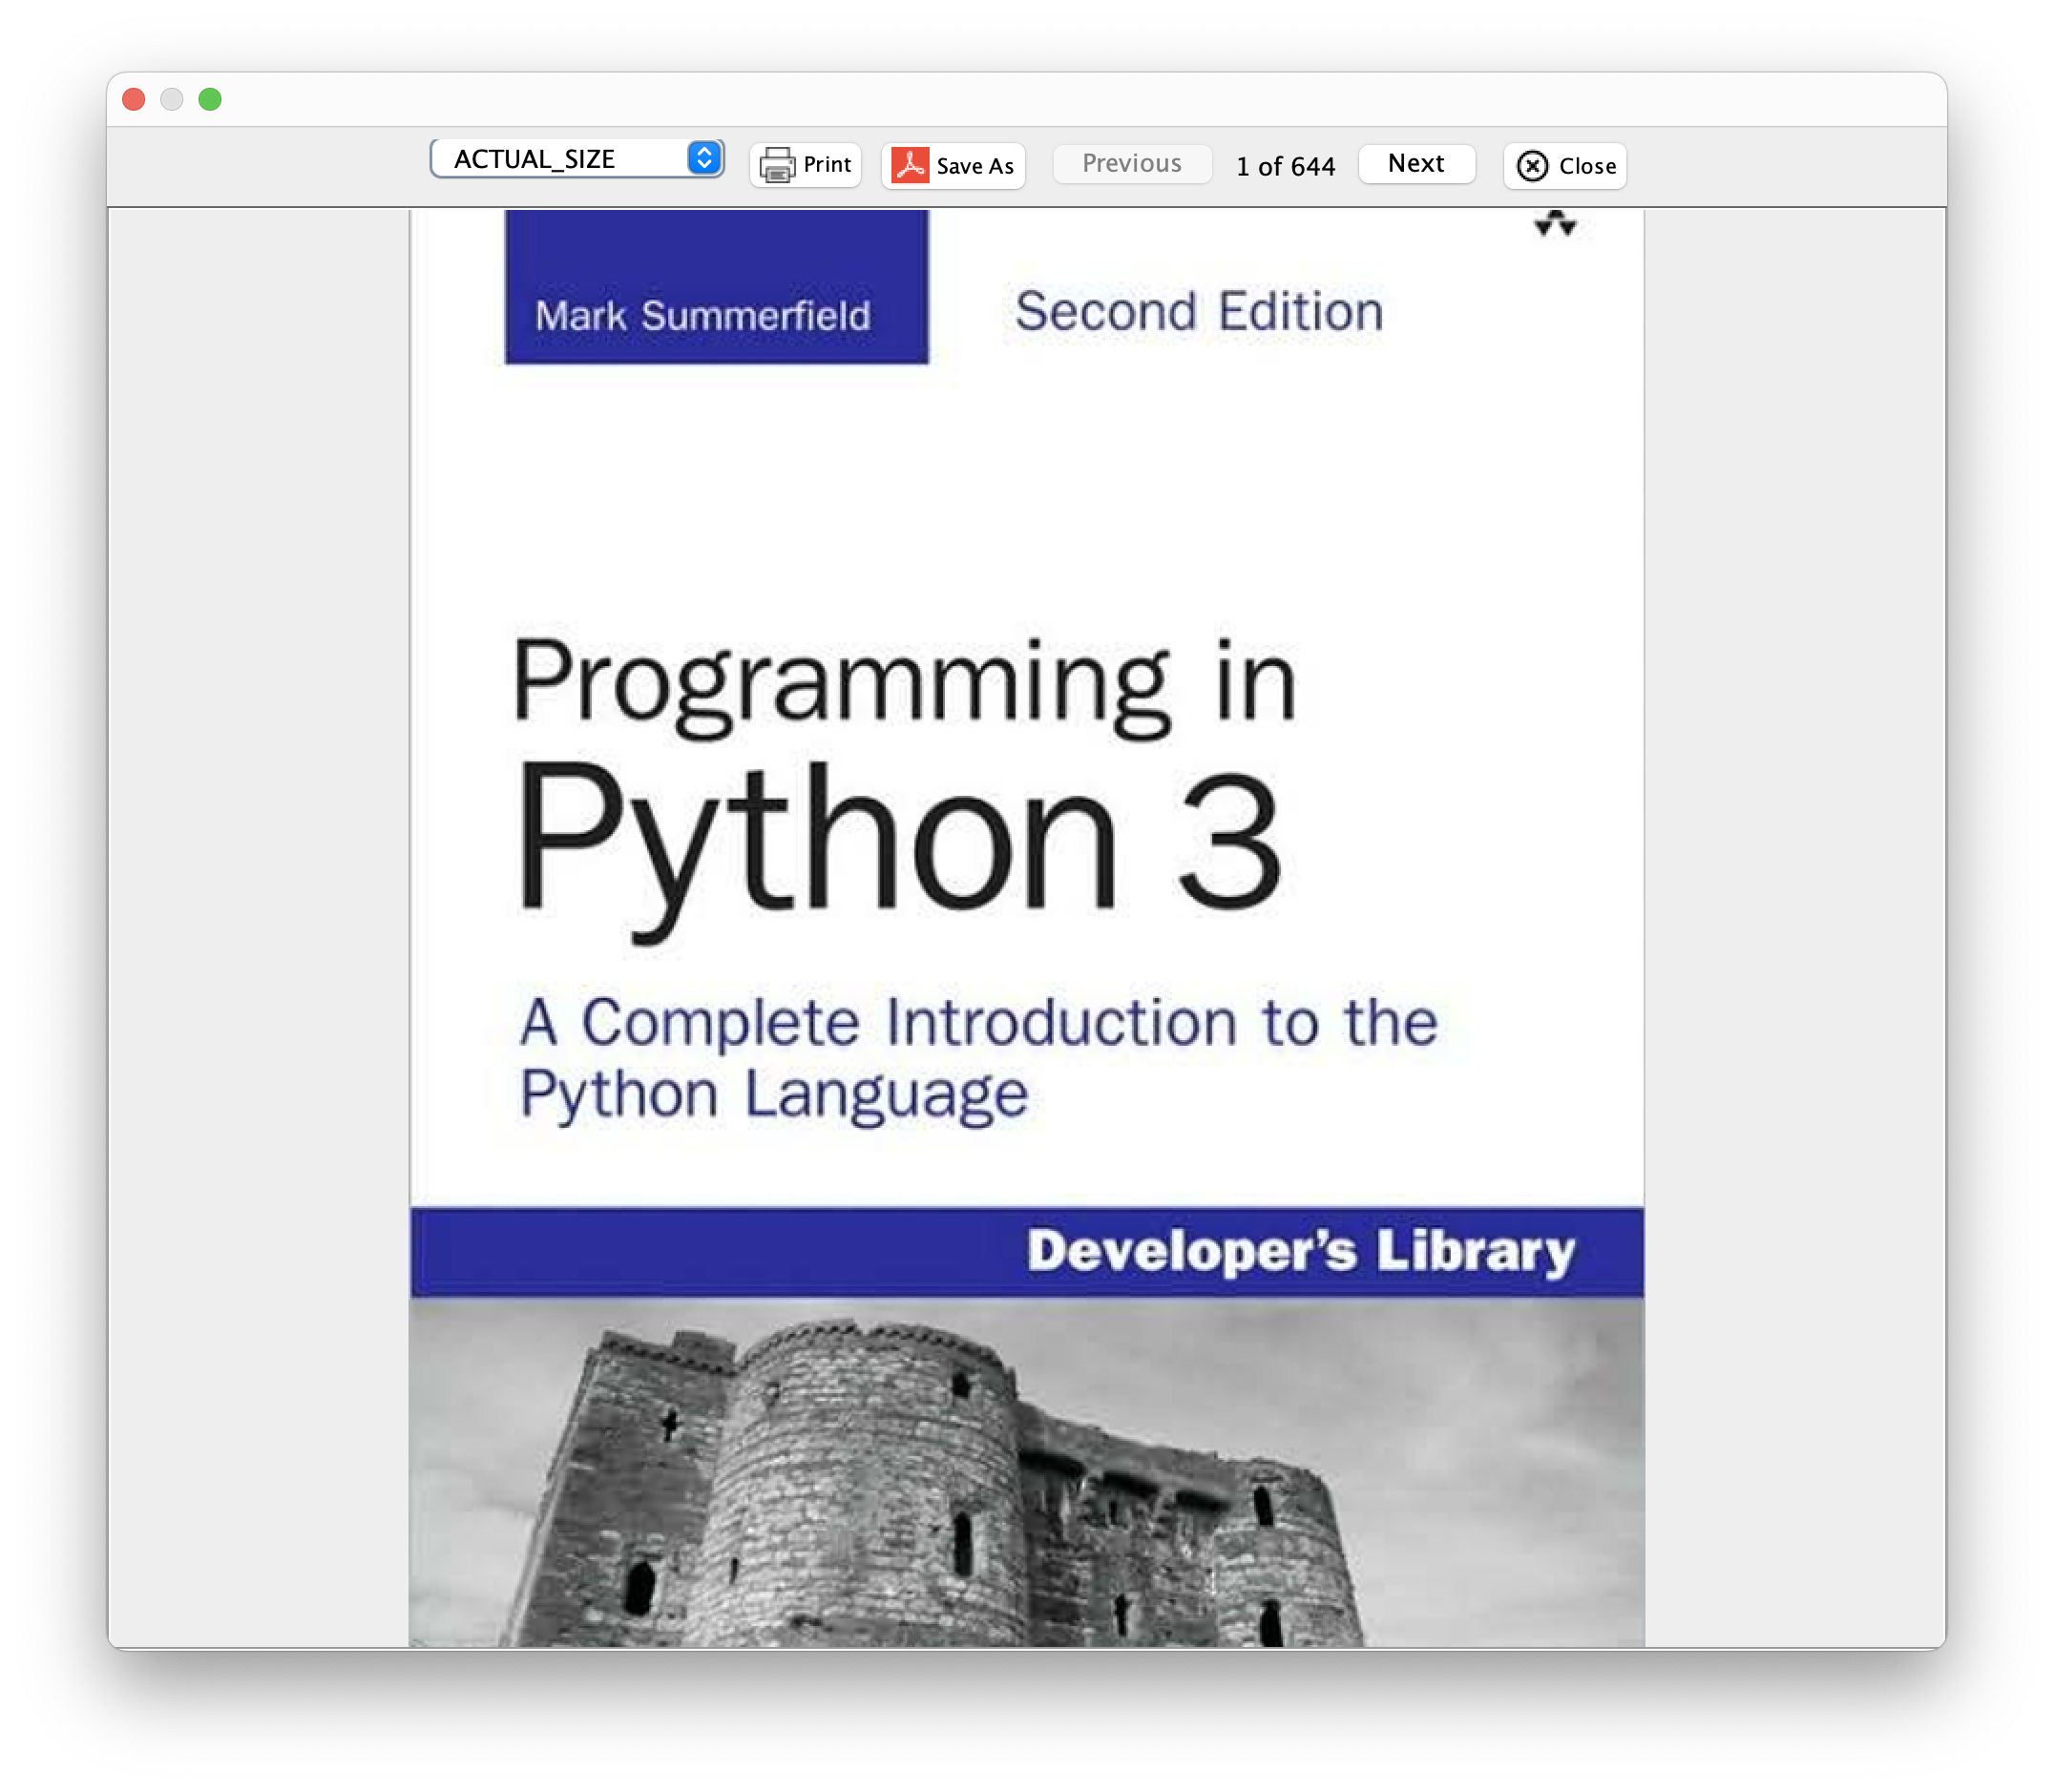 ACTUAL_SIZE Print Save As Previous 1 of 644 Next Close
Mark Summerfield Second Edition
Programming in
Python 3
A Complete Introduction to the
Python Language
Developer's Library